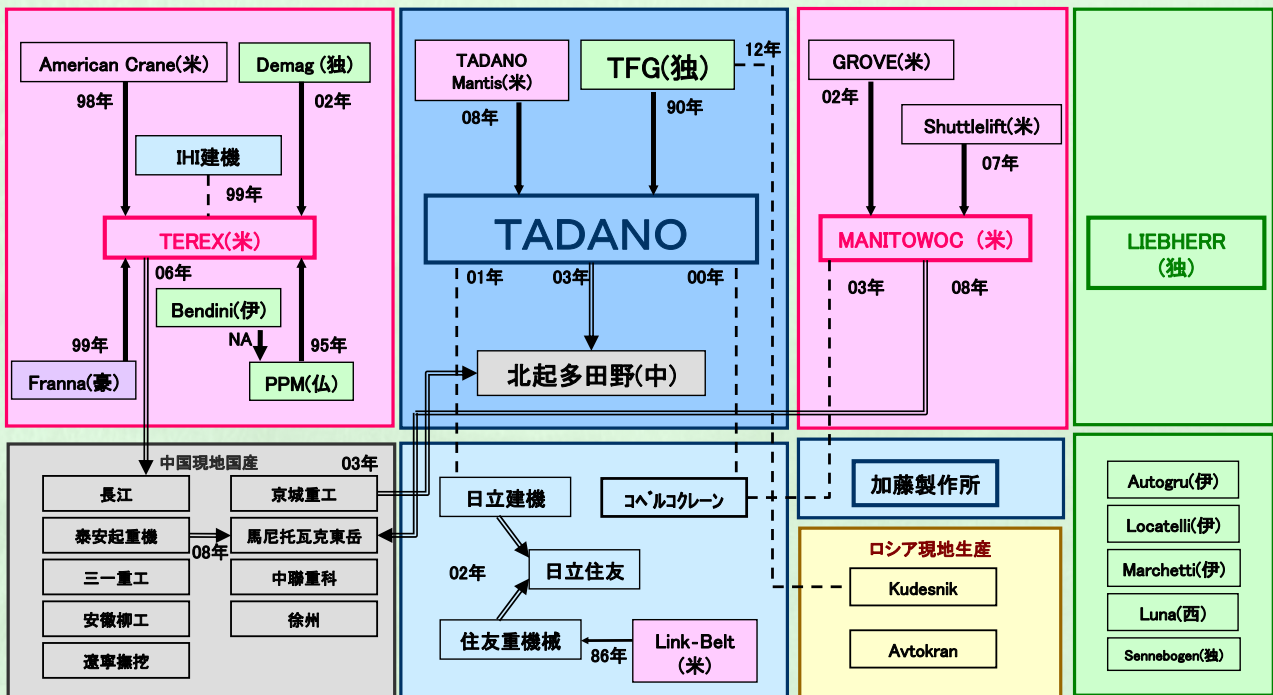 American Crane(米)
98年
Demag (独)
02年
IHI建機
99年
TEREX(米)
06年
Bendini(伊)
NA
99年
95年
Franna(豪)
PPM(仏)
TADANO
Mantis(米)
08年
TFG(独)
90年
12年
TADANO
01年
03年
00年
北起多田野(中)
GROVE(米)
02年
Shuttlelift(米)
07年
MANITOWOC (米)
03年
08年
LIEBHERR
(独)
中国現地国産
03年
長江
京城重工
泰安起重機
08年
馬尼托瓦克東岳
三一重工
中聯重科
安徽柳工
徐州
遼寧撫挖
日立建機
コベルコクレーン
02年
日立住友
住友重機械
86年
Link-Belt
(米)
加藤製作所
ロシア現地生産
Kudesnik
Avtokran
Autogru(伊)
Locatelli(伊)
Marchetti(伊)
Luna(西)
Sennebogen(独)